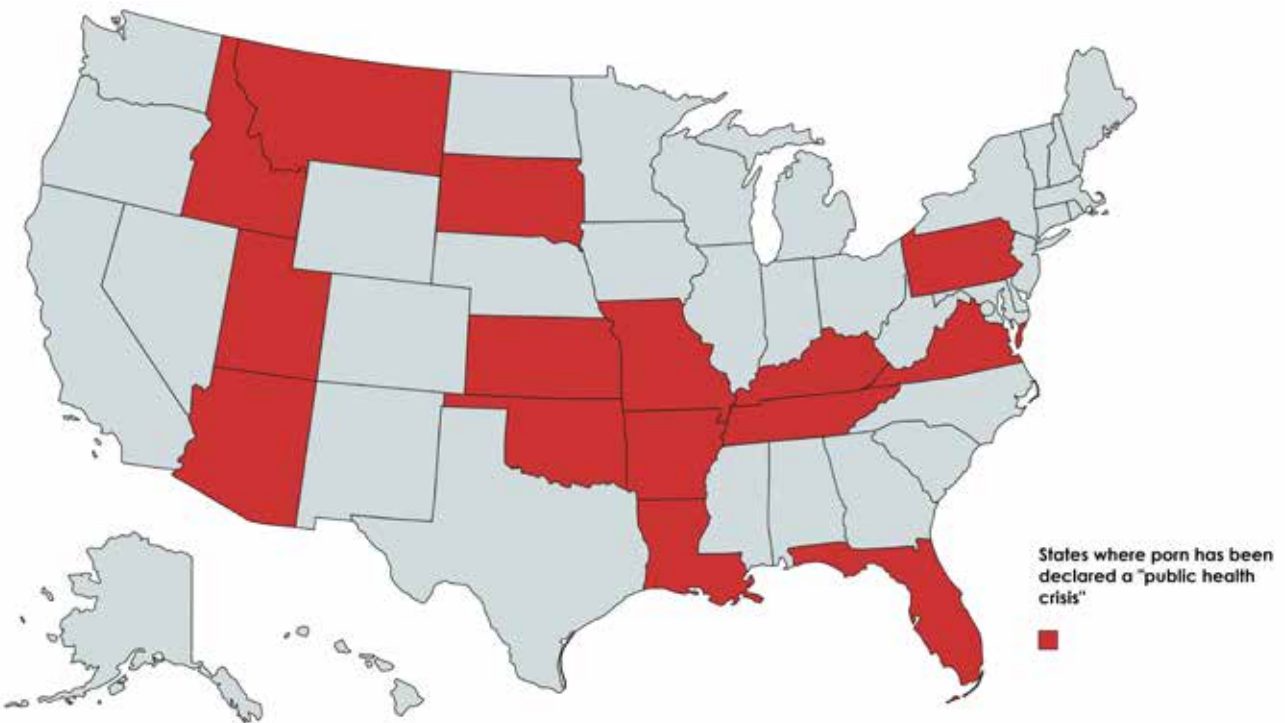 States where porn has been
declared a "public health
crisis"